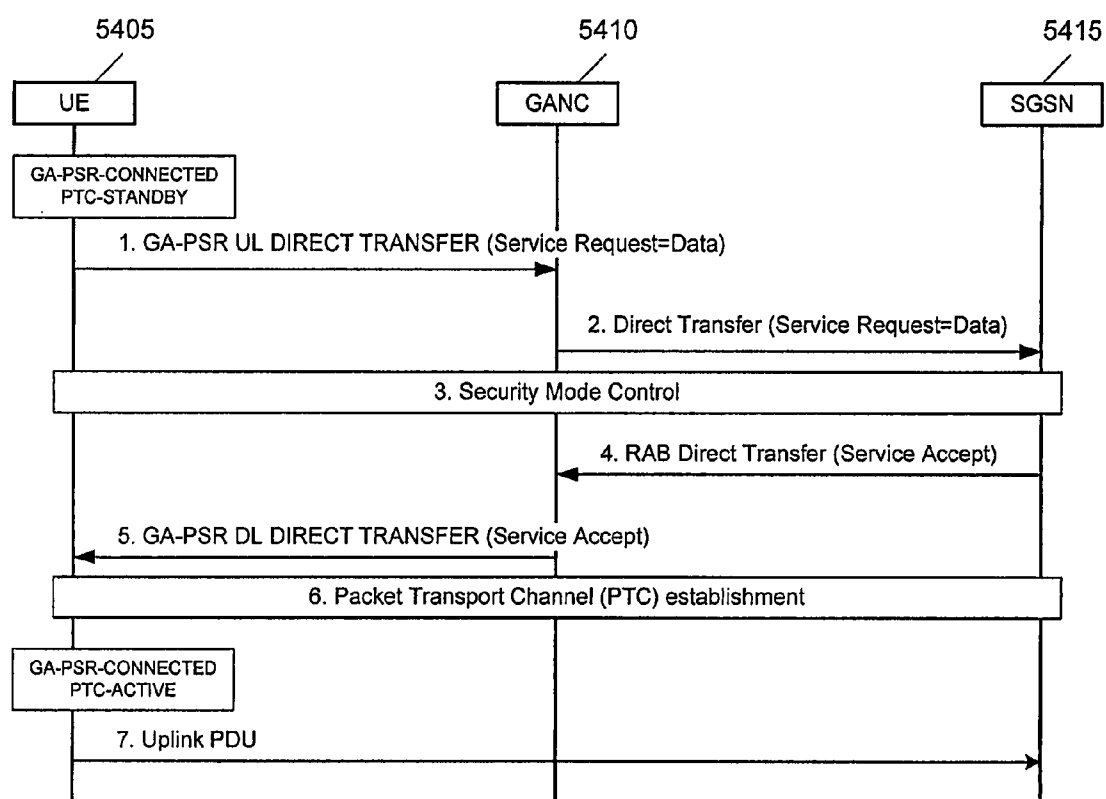 5405
5410
5415
UE
GANC
SGSN
GA-PSR-CONNECTED
PTC-STANDBY
1. GA-PSR UL DIRECT TRANSFER (Service Request=Data)
2. Direct Transfer (Service Request=Data)
3. Security Mode Control
4. RAB Direct Transfer (Service Accept)
5. GA-PSR DL DIRECT TRANSFER (Service Accept)
6. Packet Transport Channel (PTC) establishment
GA-PSR-CONNECTED
PTC-ACTIVE
7. Uplink PDU